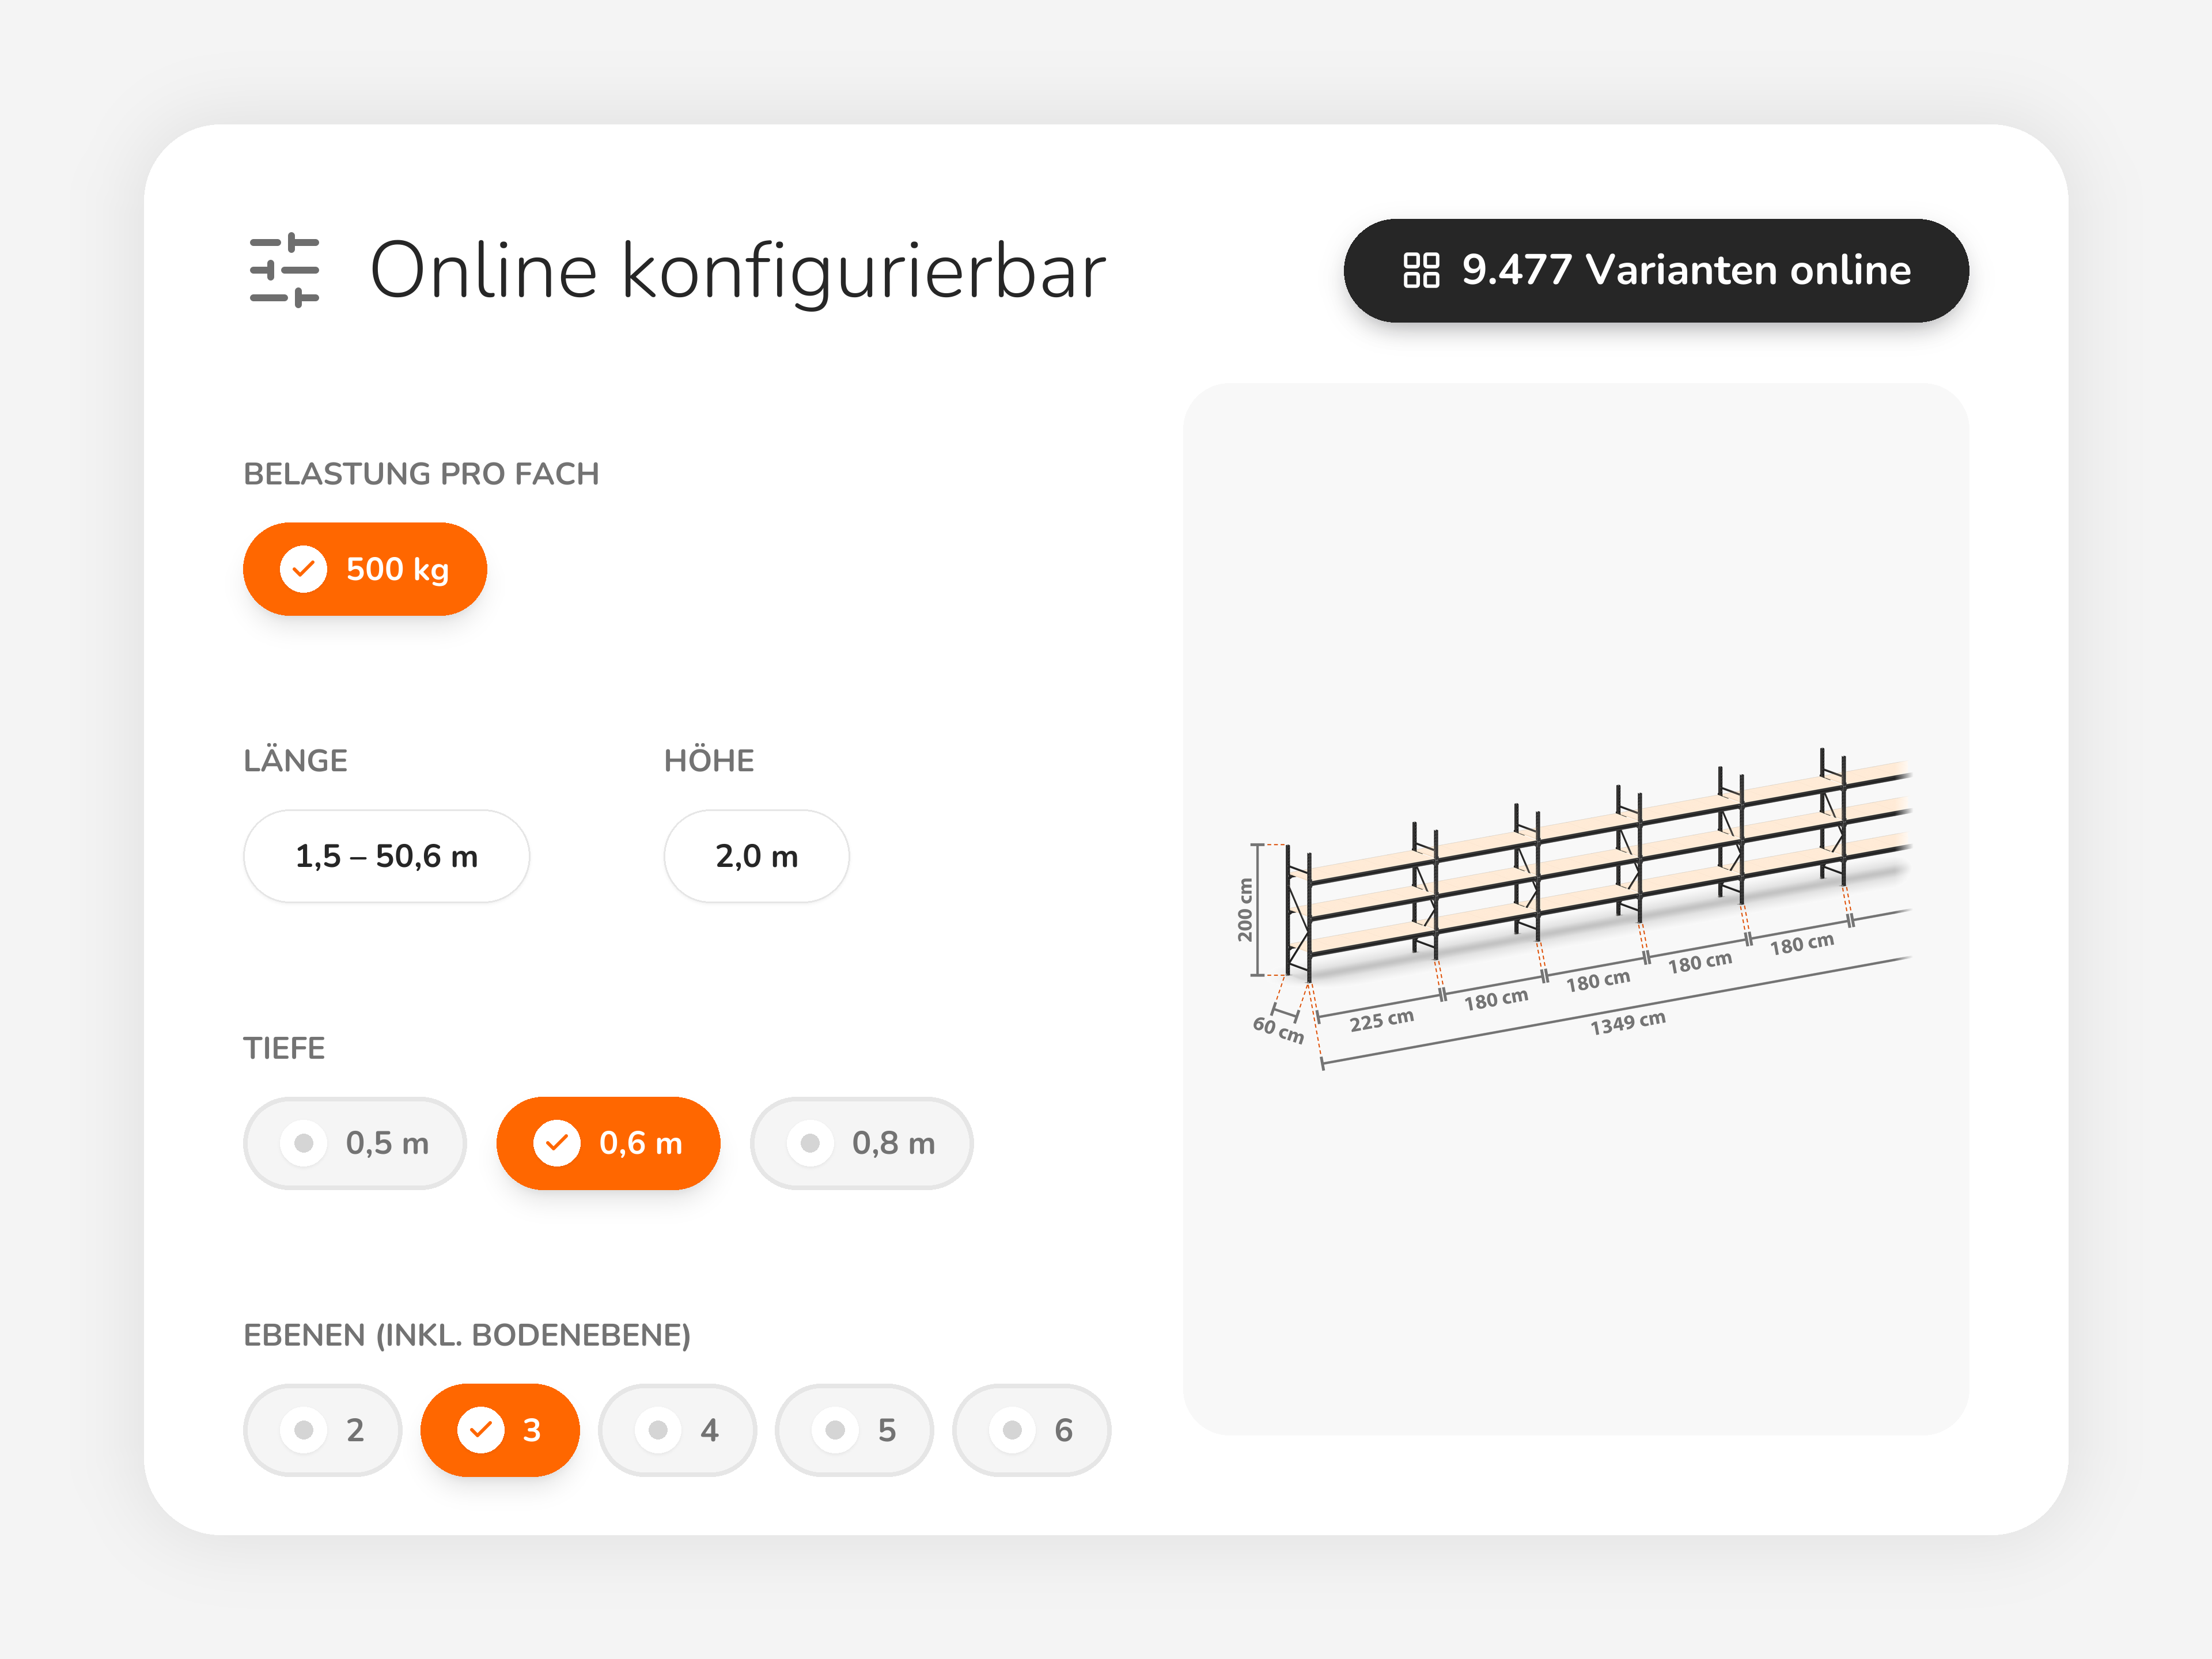 Online konfigurierbar
9.477 Varianten online
BELASTUNG PRO FACH
500 kg
LÄNGE
HÖHE
1,5 – 50,6 m
2,0 m
TIEFE
0,5 m
0,6 m
0,8 m
EBENEN (INKL. BODENEBENE)
2
3
4
5
6
200 cm
60 cm
225 cm
180 cm
180 cm
180 cm
180 cm
1349 cm